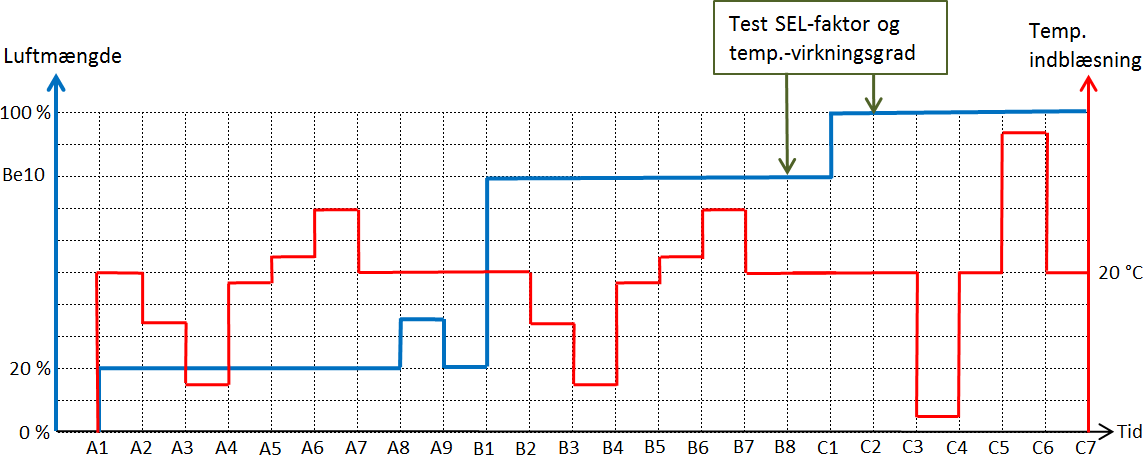 Test SEL-faktor og
temp.-virkningsgrad
Temp.
indblæsning
Luftmængde
100 %
Be10
20 %
0 %
20 °C
A1 A2 A3 A4 A5 A6 A7 A8 A9 B1 B2 B3 B4 B5 B6 B7 B8 C1 C2 C3 C4 C5 C6 C7
Tid